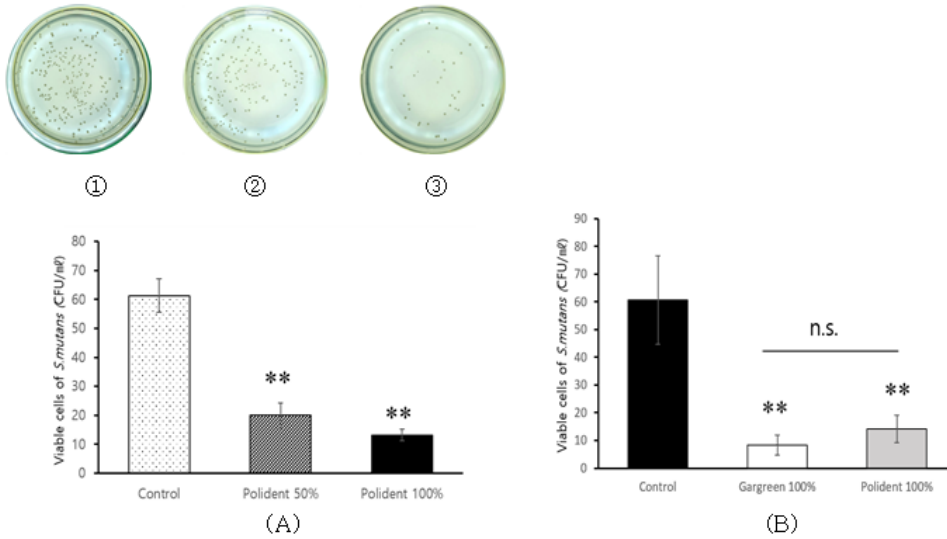 ① ② ③
Viable cells of S.mutans (CFU/㎖)
80
70
60
50
40
30
20
10
0
**
**
Control Polident 50% Polident 100%
(A)
Viable cells of S.mutans (CFU/㎖)
90
80
70
60
50
40
30
20
10
0
n.s.
**
**
Control Gargreen 100% Polident 100%
(B)